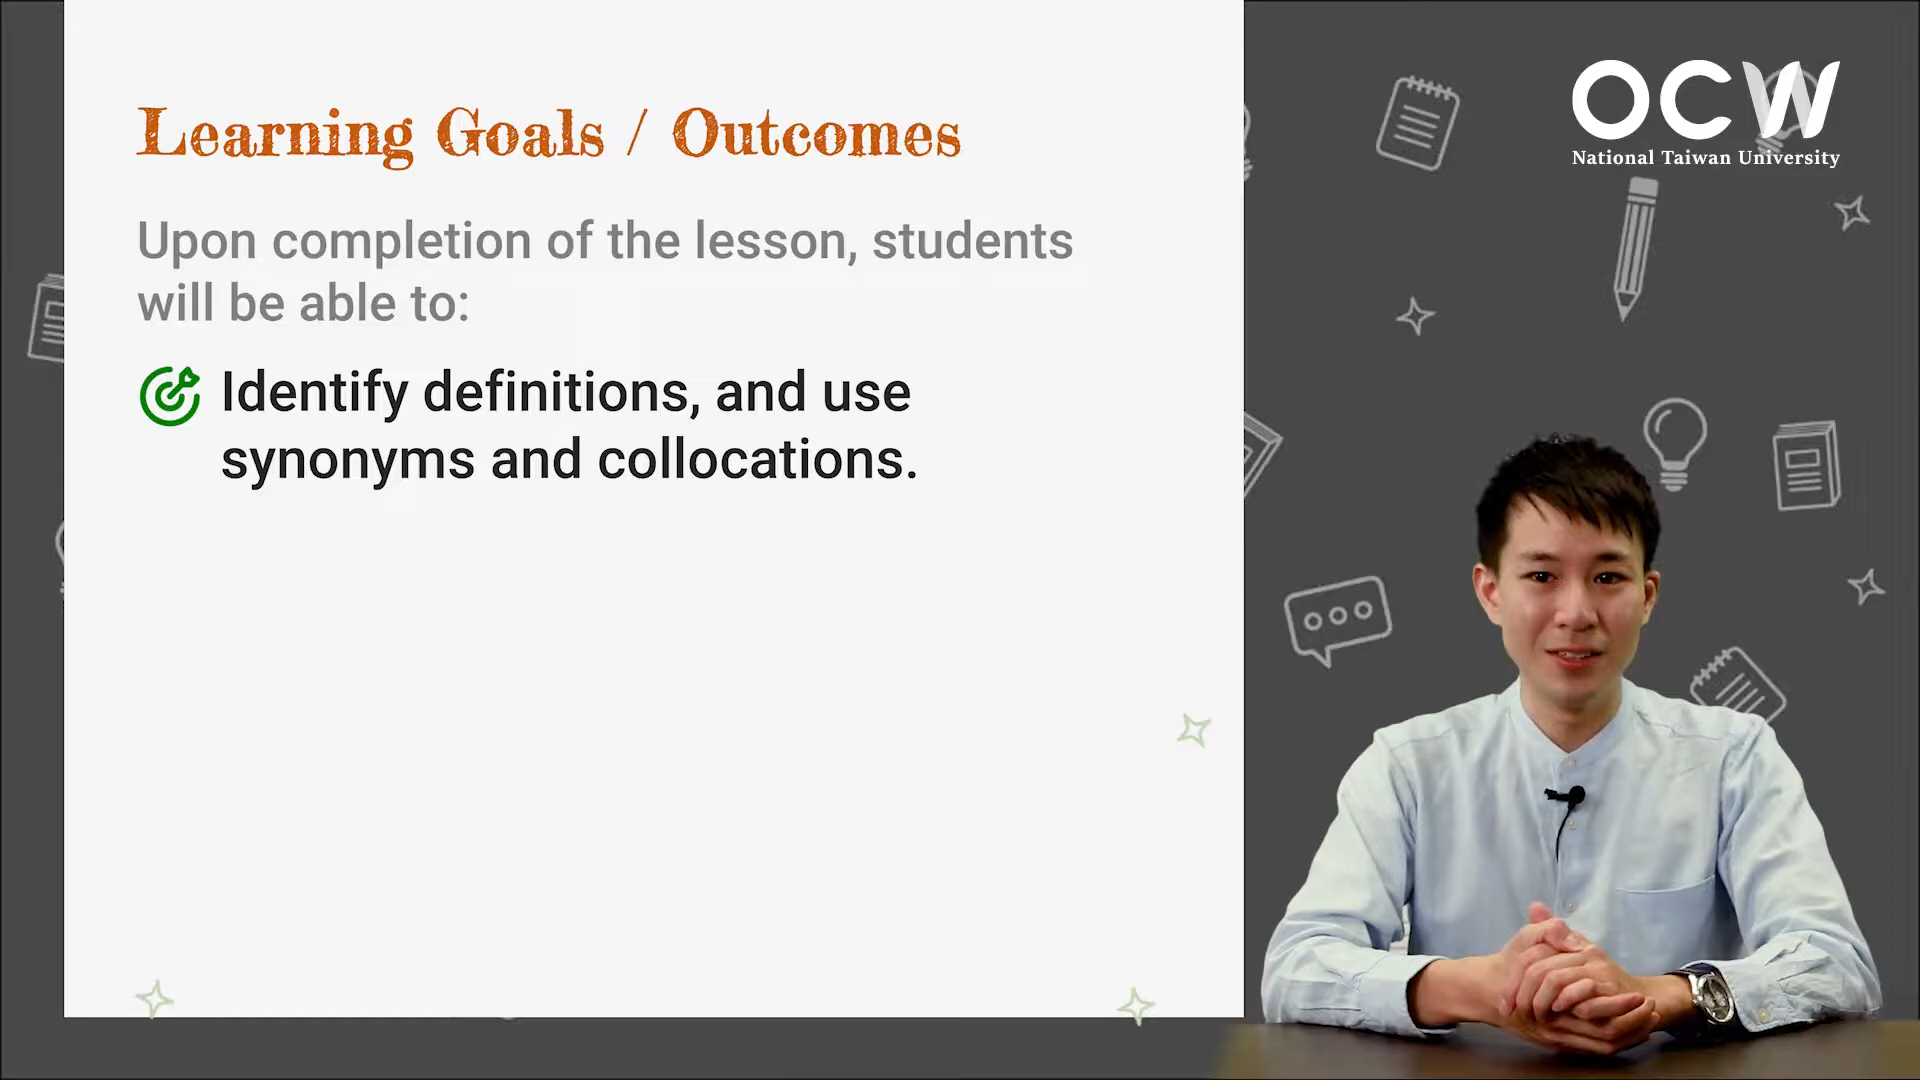 Learning Goals / Outcomes
Upon completion of the lesson, students
will be able to:
Identify definitions, and use
synonyms and collocations.
OCW
National Taiwan University